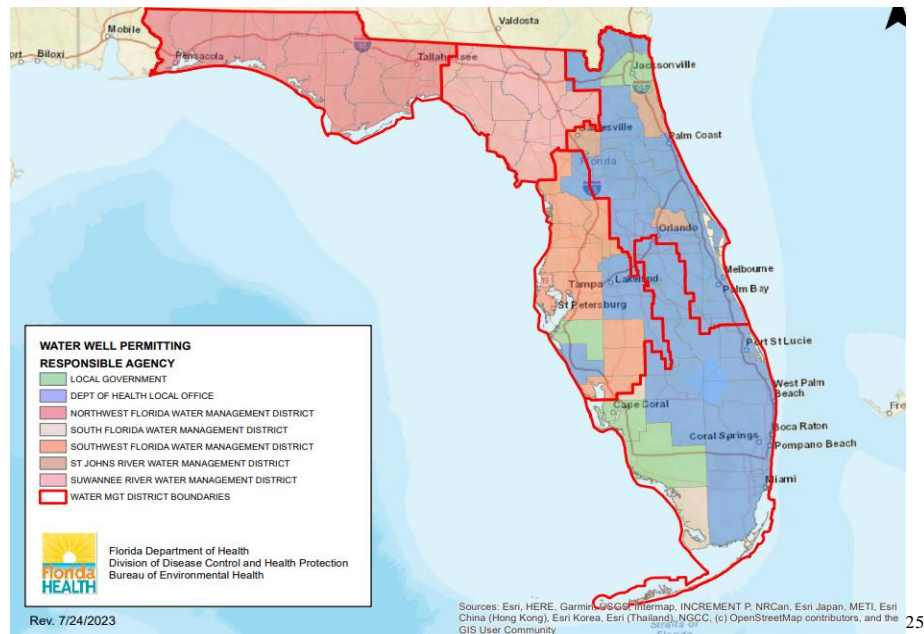 Valdosta
Mobile
ort
Biloxi
Pensacola
10
Tallahassee
Jacksonville
95
Palm Coast
Florida
Orlando
Melbourne
Palm Bay
Tampa
Lakeland
St Petersburg
Port St Lucie
West Palm
Beach
Cape Coral
Boca Raton
Coral Springs
Pompano Beach
Miami
Fre
WATER WELL PERMITTING
RESPONSIBLE AGENCY
LOCAL GOVERNMENT
DEPT OF HEALTH LOCAL OFFICE
NORTHWEST FLORIDA WATER MANAGEMENT DISTRICT
SOUTH FLORIDA WATER MANAGEMENT DISTRICT
SOUTHWEST FLORIDA WATER MANAGEMENT DISTRICT
ST JOHNS RIVER WATER MANAGEMENT DISTRICT
SUWANNEE RIVER WATER MANAGEMENT DISTRICT
WATER MGT DISTRICT BOUNDARIES
Florida
HEALTH
Florida Department of Health
Division of Disease Control and Health Protection
Bureau of Environmental Health
Rev. 7/24/2023
Sources: Esri, HERE, Garmin, USGS, Intermap, INCREMENT P, NRCan, Esri Japan, METI, Esri
China (Hong Kong), Esri Korea, Esri (Thailand), NGCC, (c) OpenStreetMap contributors, and the
GIS User Community
Straits of
25